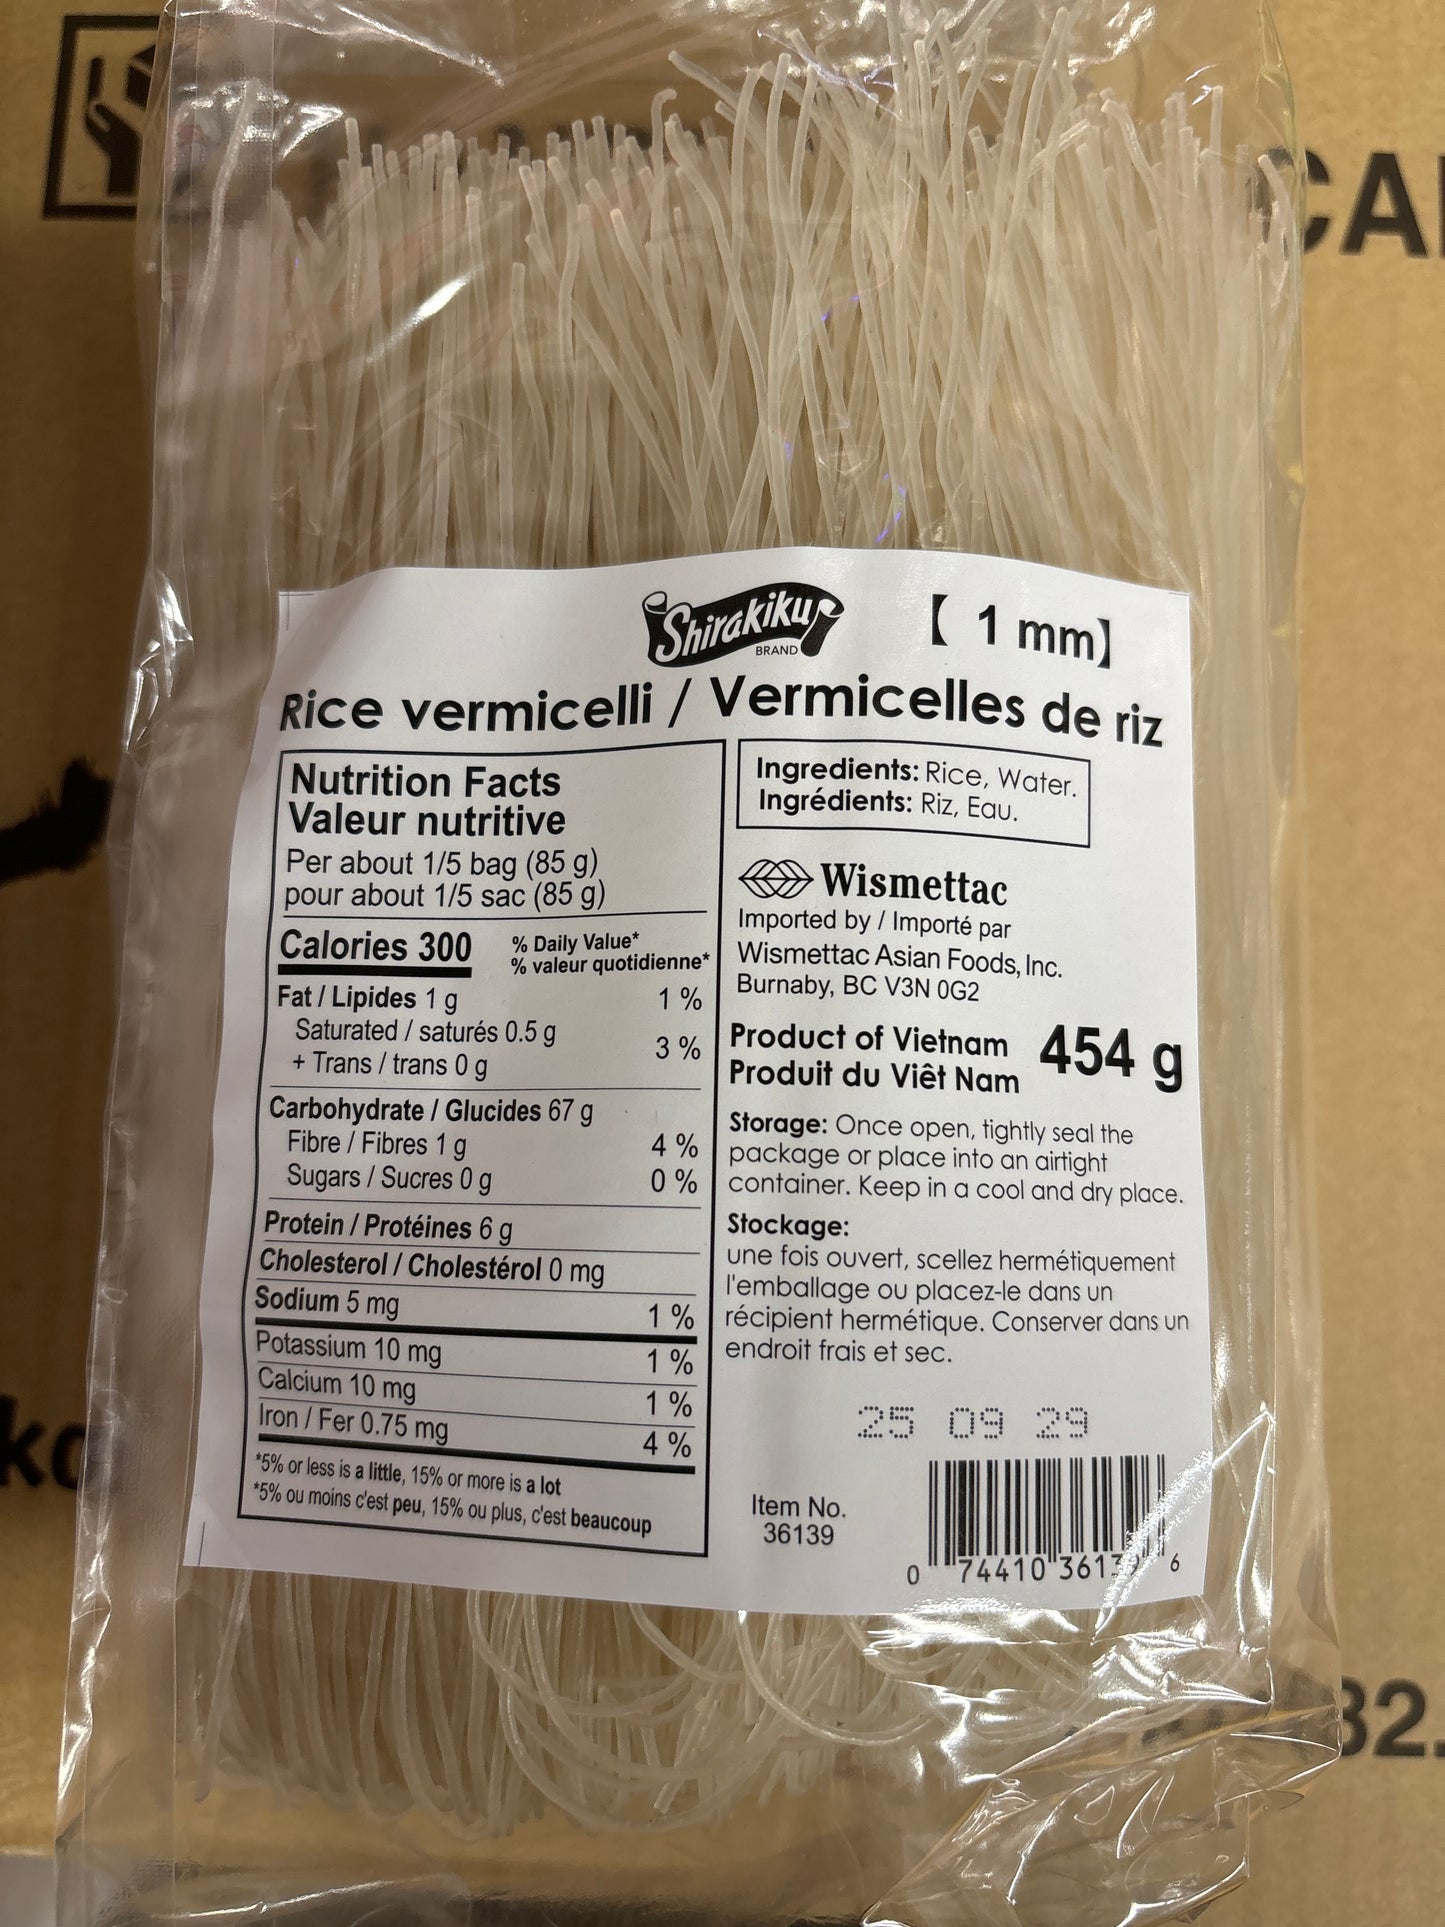 CA
Shirakiku
BRAND
【 1 mm】
Rice vermicelli / Vermicelles de riz
Nutrition Facts
Valeur nutritive
Per about 1/5 bag (85 g)
pour about 1/5 sac (85 g)
Calories 300
% Daily Value*
% valeur quotidienne*
Fat / Lipides 1 g 1 %
Saturated / saturés 0.5 g
+ Trans / trans 0 g 3 %
Carbohydrate / Glucides 67 g
Fibre / Fibres 1 g 4 %
Sugars / Sucres 0 g 0 %
Protein / Protéines 6 g
Cholesterol / Cholestérol 0 mg
Sodium 5 mg 1 %
Potassium 10 mg 1 %
Calcium 10 mg 1 %
Iron / Fer 0.75 mg 4 %
*5% or less is a little, 15% or more is a lot
*5% ou moins c'est peu, 15% ou plus, c'est beaucoup
Ingredients: Rice, Water.
Ingrédients: Riz, Eau.
Wismettac
Imported by / Importé par
Wismettac Asian Foods, Inc.
Burnaby, BC V3N 0G2
Product of Vietnam
Produit du Viêt Nam
454 g
Storage: Once open, tightly seal the
package or place into an airtight
container. Keep in a cool and dry place.
Stockage:
une fois ouvert, scellez hermétiquement
l'emballage ou placez-le dans un
récipient hermétique. Conserver dans un
endroit frais et sec.
25 09 29
Item No.
36139
0 74410 36139 6
32.